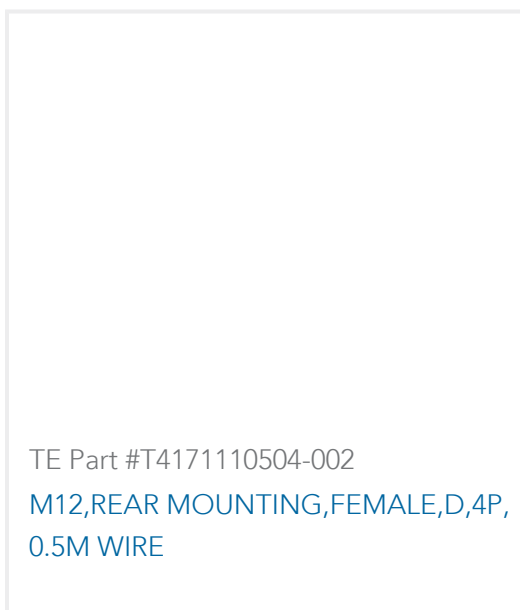 TE Part #T4171110504-002
M12,REAR MOUNTING,FEMALE,D,4P,
0.5M WIRE